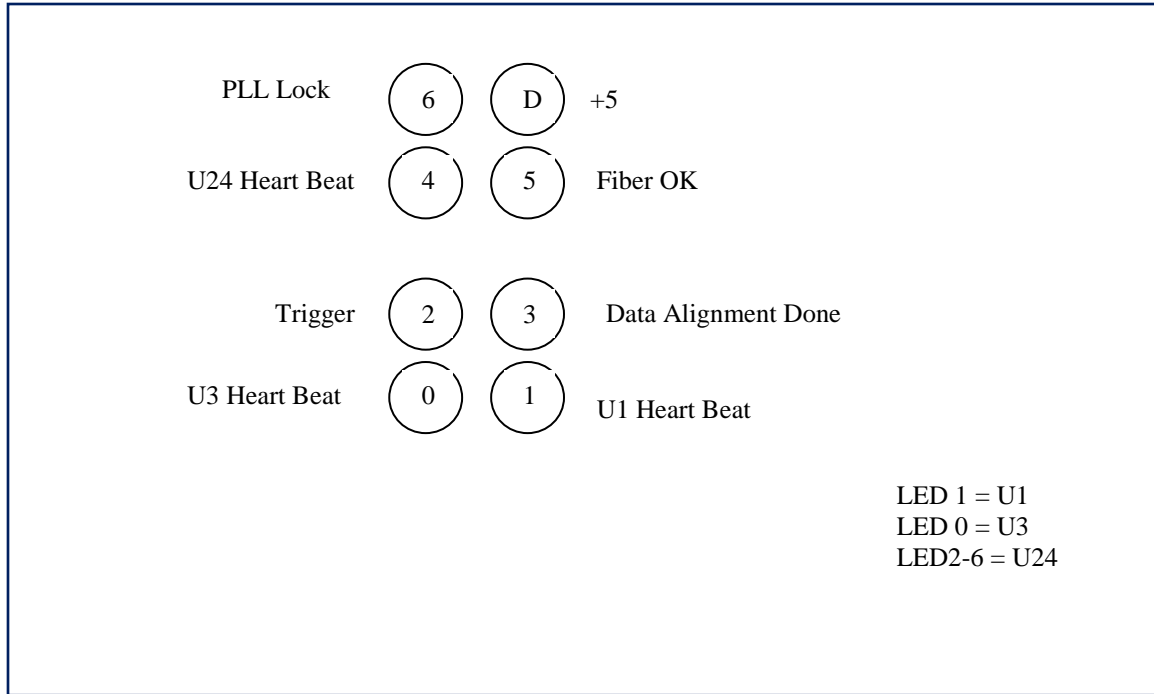 PLL Lock 6 D +5
U24 Heart Beat 4 5 Fiber OK
Trigger 2 3 Data Alignment Done
U3 Heart Beat 0 1 U1 Heart Beat
LED 1 = U1
LED 0 = U3
LED2-6 = U24